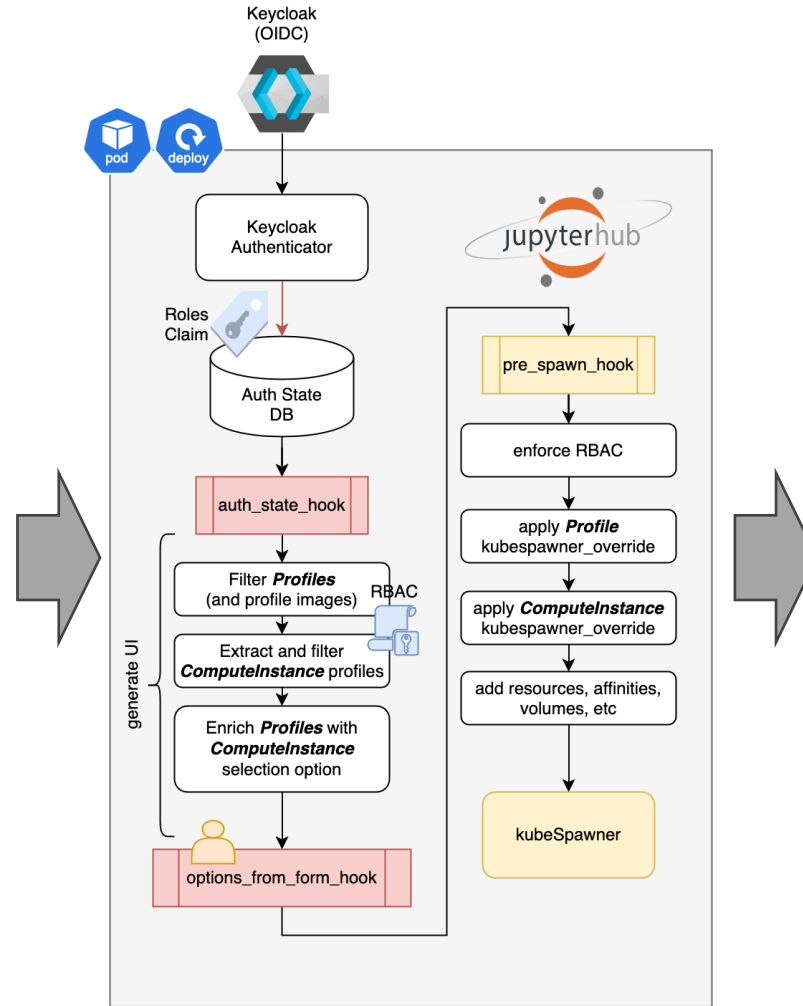 Keycloak
(OIDC)
pod
deploy
Keycloak
Authenticator
Roles
Claim
Auth State
DB
auth_state_hook
generate UI
Filter Profiles
(and profile images)
RBAC
Extract and filter
ComputeInstance profiles
Enrich Profiles with
ComputeInstance
selection option
options_from_form_hook
jupyterhub
pre_spawn_hook
enforce RBAC
apply Profile
kubespawner_override
apply ComputeInstance
kubespawner_override
add resources, affinities,
volumes, etc
kubeSpawner